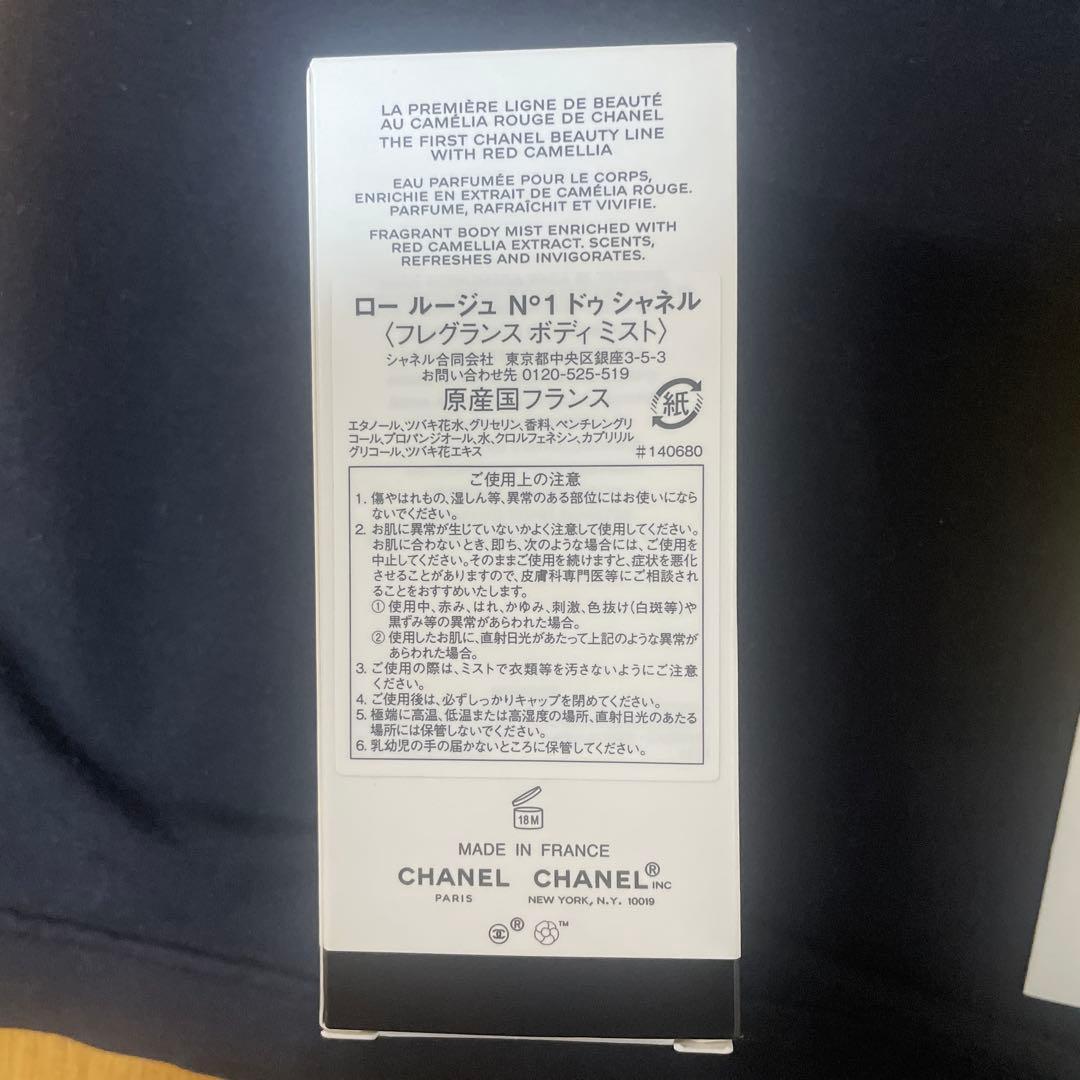 LA PREMIÈRE LIGNE DE BEAUTÉ
AU CAMÉLIA ROUGE DE CHANEL
THE FIRST CHANEL BEAUTY LINE
WITH RED CAMELLIA
EAU PARFUMÉE POUR LE CORPS,
ENRICHIE EN EXTRAIT DE CAMÉLIA ROUGE.
PARFUME, RAFRAÎCHIT ET VIVIFIE.
FRAGRANT BODY MIST ENRICHED WITH
RED CAMELLIA EXTRACT. SCENTS,
REFRESHES AND INVIGORATES.
ロー ルージュ N°1 ドゥ シャネル
〈フレグランス ボディ ミスト〉
シャネル合同会社 東京都中央区銀座3-5-3
お問い合わせ先 0120-525-519
原産国フランス
紙
エタノール、ツバキ花水、グリセリン、香料、ペンチレングリ
コール、プロパンジオール、水、クロルフェネシン、カプリリル
グリコール、ツバキ花エキス #140680
ご使用上の注意
1. 傷やはれもの、湿しん等、異常のある部位にはお使いになら
ないでください。
2. お肌に異常が生じていないかよく注意して使用してください。
お肌に合わないとき、即ち、次のような場合には、ご使用を
中止してください。そのままご使用を続けますと、症状を悪化
させることがありますので、皮膚科専門医等にご相談され
ることをおすすめいたします。
① 使用中、赤み、はれ、かゆみ、刺激、色抜け(白斑等)や
黒ずみ等の異常があらわれた場合。
② 使用したお肌に、直射日光があたって上記のような異常が
あらわれた場合。
3. ご使用の際は、ミストで衣類等を汚さないようにご注意
ください。
4. ご使用後は、必ずしっかりキャップを閉めてください。
5. 極端に高温、低温または高湿度の場所、直射日光のあたる
場所には保管しないでください。
6. 乳幼児の手の届かないところに保管してください。
18M
MADE IN FRANCE
CHANEL CHANEL® INC
PARIS NEW YORK, N.Y. 10019
® ™